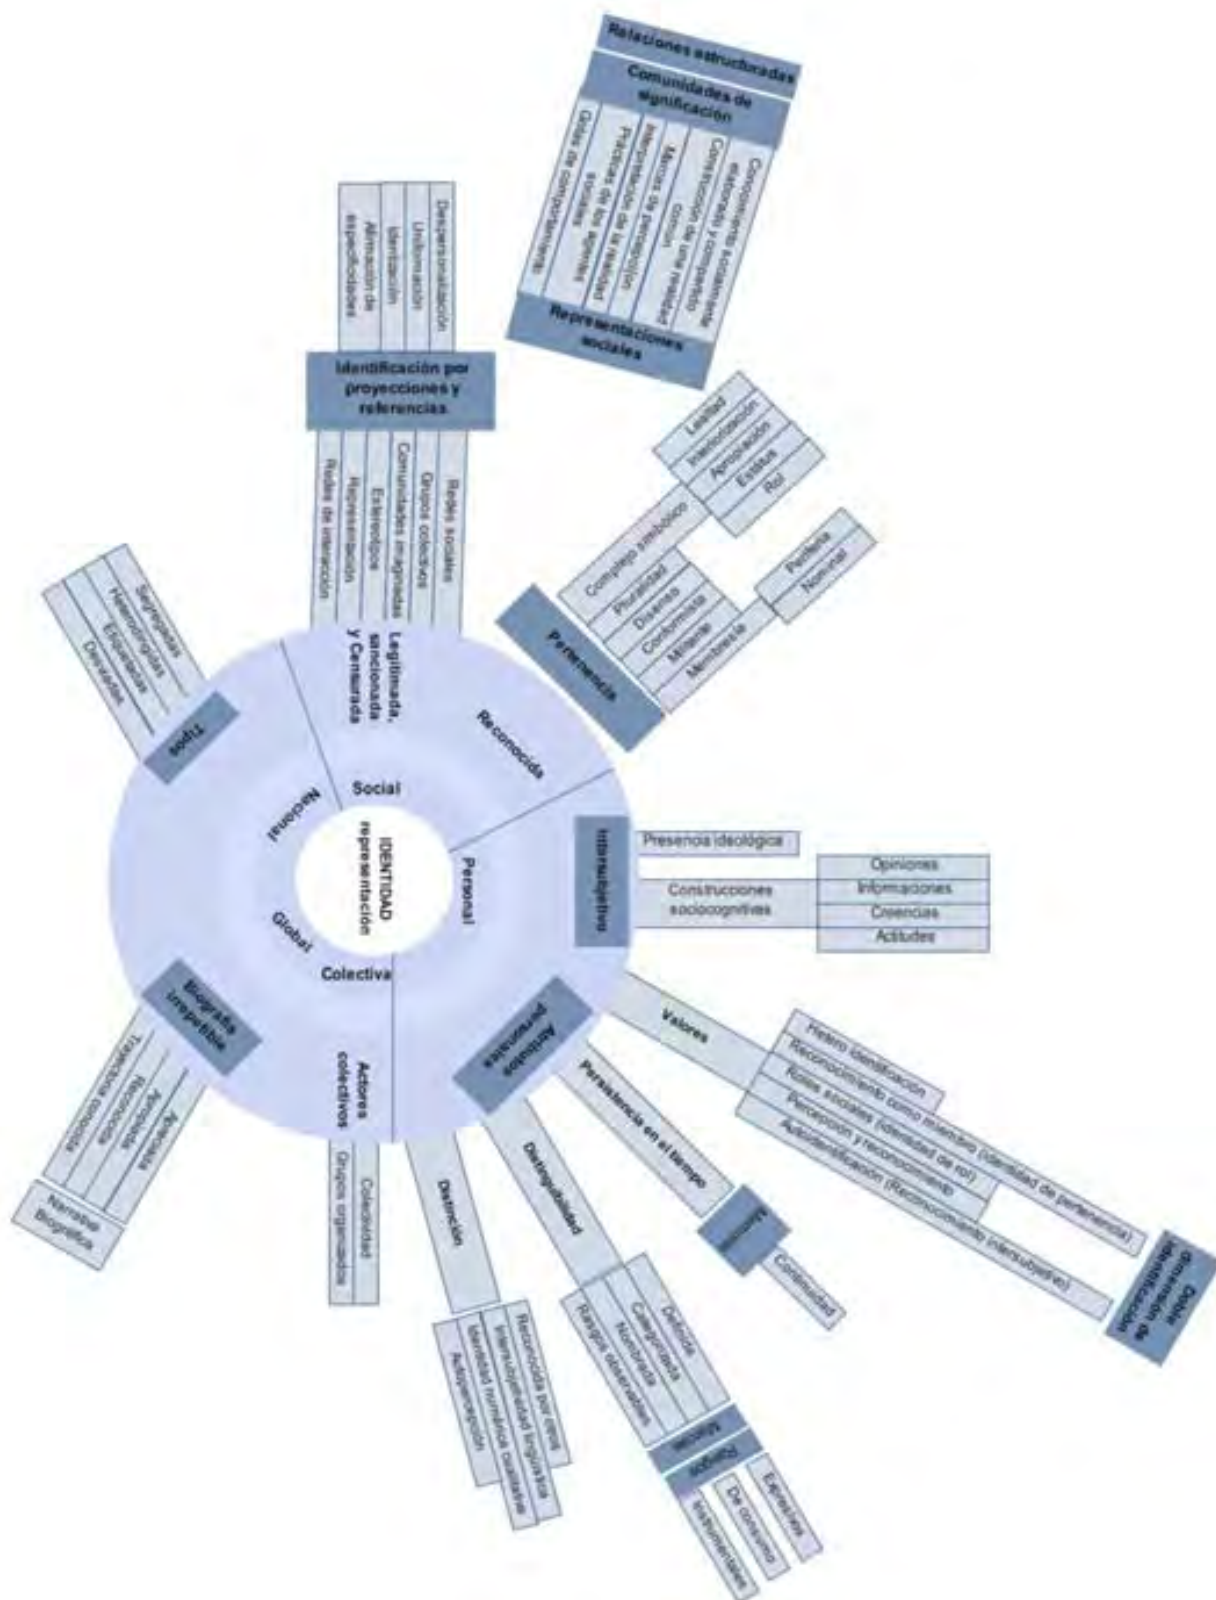 Relaciones estructuradas
Comunidades de
significación
Conocimiento socialmente
elaborado y compartido
Construcción de una realidad
común
Marcas de percepción
Interpretación de la realidad
Prácticas de los agentes
sociales
Guías de comportamiento
Representaciones
sociales
Despersonalización
Uniformación
Identización
especificidades
Identificación por
proyecciones y
referencias
Redes sociales
Grupos colectivos
Comunidades imaginadas
Estereotipos
Representación
Redes de interacción
Lealtad
Interiorización
Apropiación
Estatus
Rol
Complejo simbólico
Pluralidad
Disenso
Conformista
Militante
Membresía
Periferia
Nominal
Pertenencia
Segregadas
Heterodirigidas
Etiquetadas
Desviadas
Tipos
Legitimada,
sancionada
y Censurada
Reconocida
Social
Nacional
IDENTIDAD
representación
Personal
Global
Colectiva
Intersubjetivo
Presencia ideológica
Construcciones
sociocognitivas
Opiniones
Informaciones
Creencias
Actitudes
Valores
Hetero identificación
Reconocimiento como miembro (identidad de pertenencia)
Roles sociales (identidad de rol)
Percepción y reconocimiento
Autoidentificación (Reconocimiento intersubjetivo)
Doble
dimensión de
identificación
Atributos
personales
Persistencia en el tiempo
Continuidad
Distinguibilidad
Definida
Categorizada
Nombrada
Rasgos observables
Marcas
Rasgos
Expresivos
De consumo
Instrumentales
Distinción
Reconocida por otros
Intersubjetividad lingüística
Identidad numérica cualitativa
Autopercepción
Actores
colectivos
Colectividad
Grupos organizados
Biografía
irrepetible
Apreciada
Apropiada
Reconocida
Trayectoria conocida
Narrativa
Biográfica